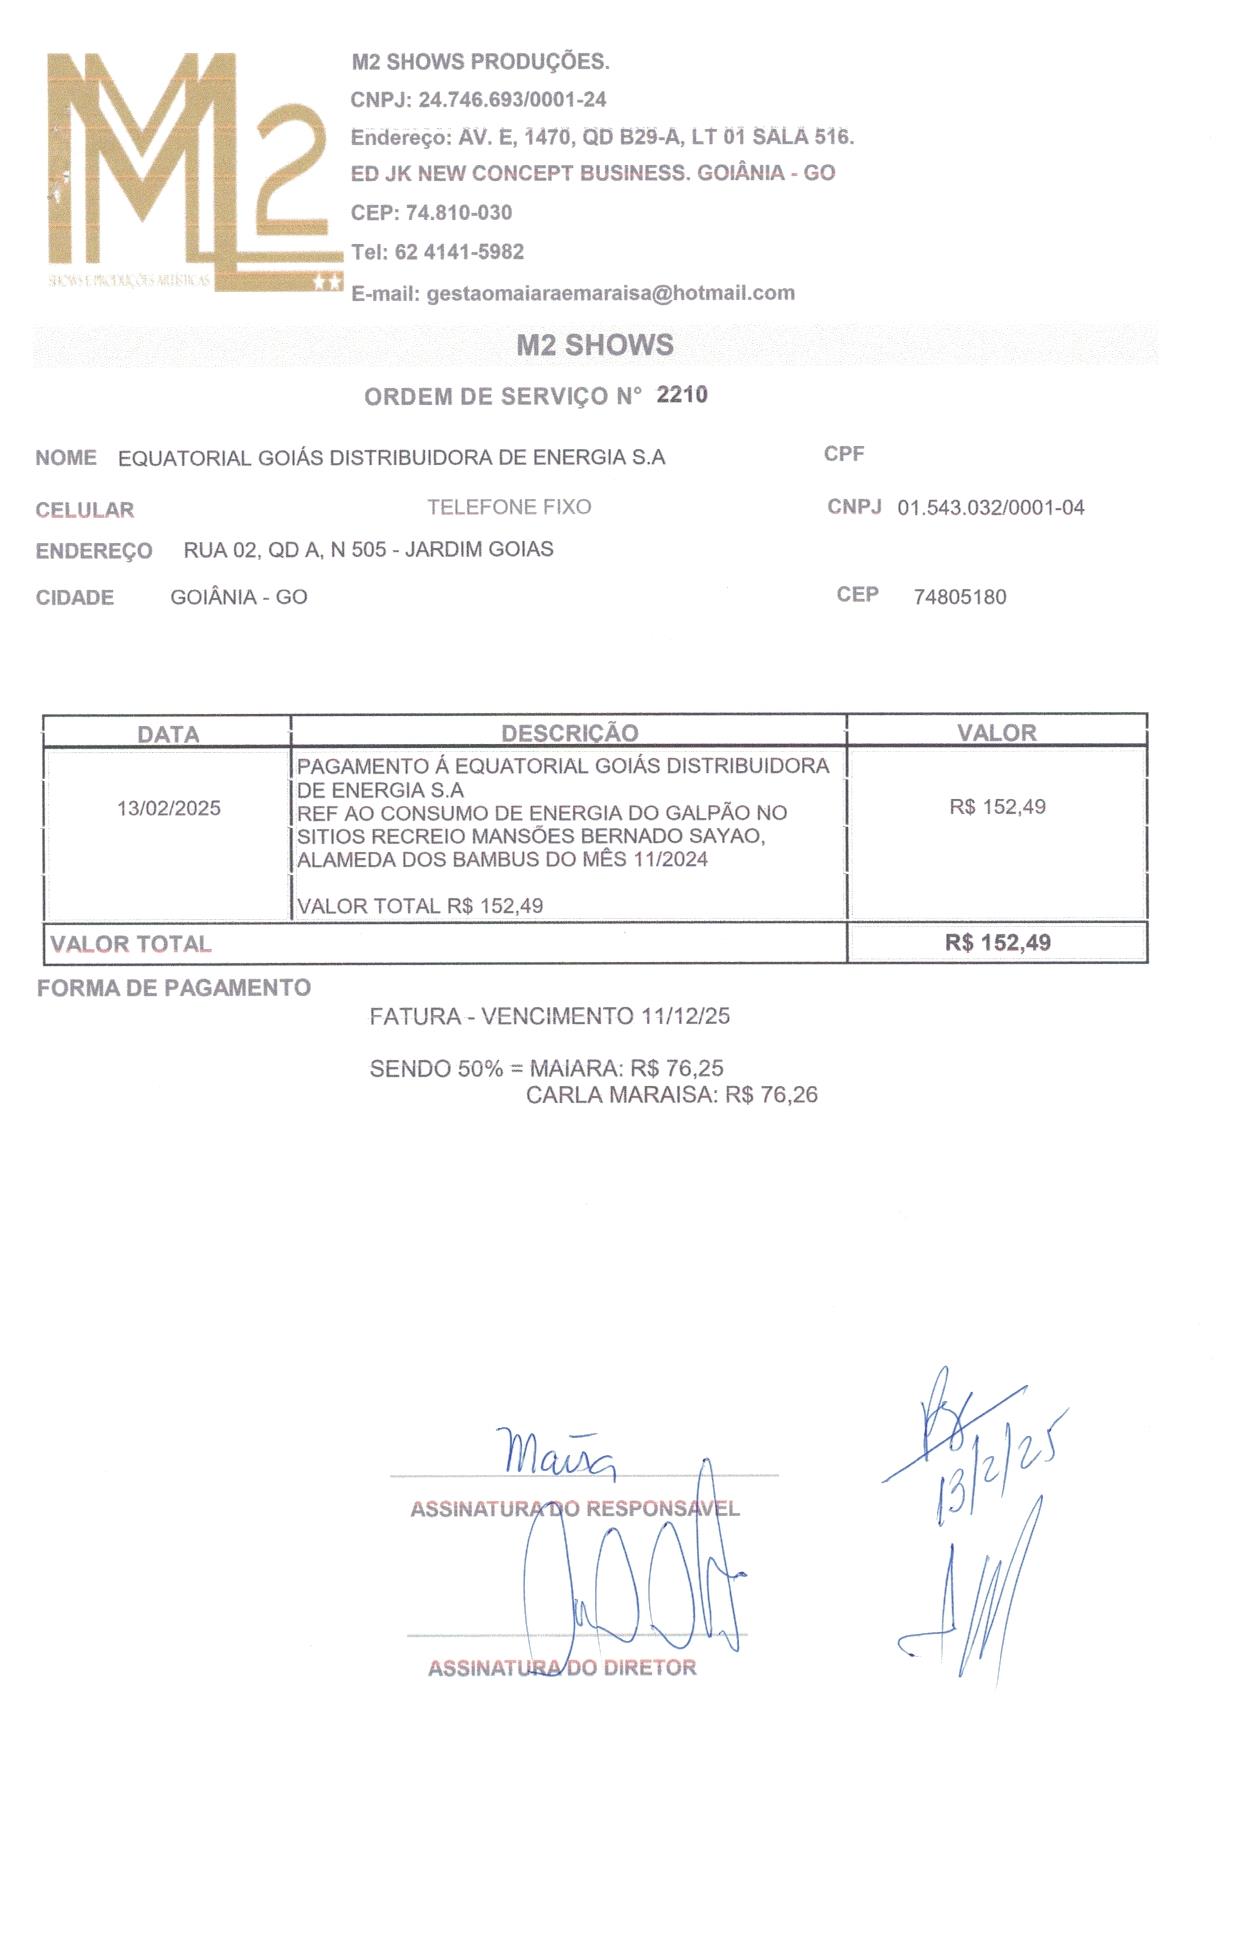 M2 SHOWS PRODUÇÕES.
CNPJ: 24.746.693/0001-24
Endereço: AV. E, 1470, QD B29-A, LT 01 SALA 516.
ED JK NEW CONCEPT BUSINESS. GOIÂNIA - GO
CEP: 74.810-030
Tel: 62 4141-5982
E-mail: gestaomaiaraemaraisa@hotmail.com
M2
SHOWS E PRODUÇÕES ARTISTICAS
M2 SHOWS
ORDEM DE SERVIÇO N° 2210
NOME EQUATORIAL GOIÁS DISTRIBUIDORA DE ENERGIA S.A CPF
CELULAR TELEFONE FIXO CNPJ 01.543.032/0001-04
ENDEREÇO RUA 02, QD A, N 505 - JARDIM GOIAS
CIDADE GOIÂNIA - GO CEP 74805180
DATA DESCRIÇÃO VALOR
PAGAMENTO Á EQUATORIAL GOIÁS DISTRIBUIDORA
DE ENERGIA S.A
13/02/2025 REF AO CONSUMO DE ENERGIA DO GALPÃO NO R$ 152,49
SITIOS RECREIO MANSÕES BERNADO SAYAO,
ALAMEDA DOS BAMBUS DO MÊS 11/2024
VALOR TOTAL R$ 152,49
VALOR TOTAL R$ 152,49
FORMA DE PAGAMENTO
FATURA - VENCIMENTO 11/12/25
SENDO 50% = MAIARA: R$ 76,25
CARLA MARAISA: R$ 76,26
13/2/25
ASSINATURA DO RESPONSÁVEL
ASSINATURA DO DIRETOR